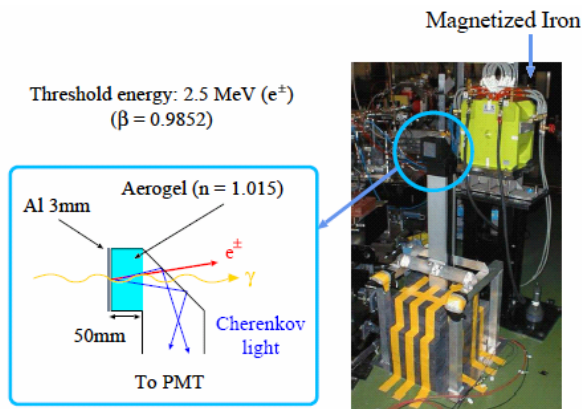 Magnetized Iron
Threshold energy: 2.5 MeV (e±)
(β = 0.9852)
Aerogel (n = 1.015)
Al 3mm
e±
γ
50mm
Cherenkov
light
To PMT